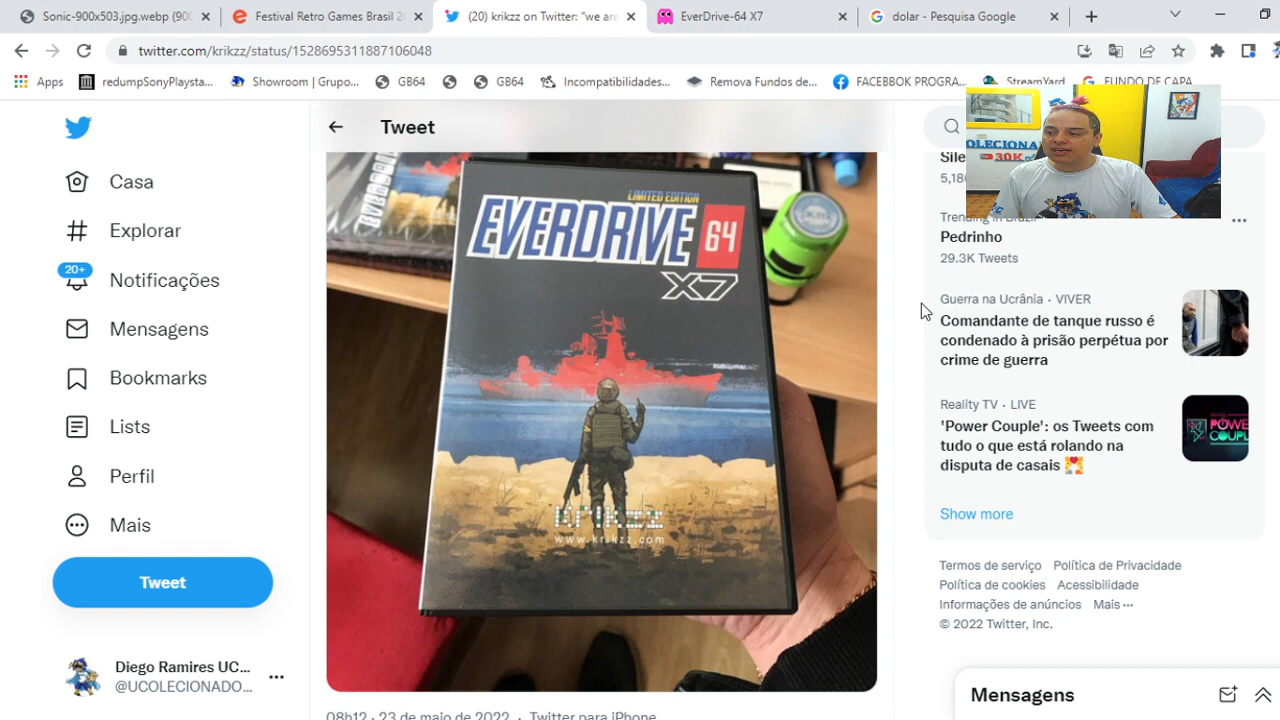 Sonic-900x503.jpg.webp (900
Festival Retro Games Brasil 2
(20) krikzz on Twitter: "we are
EverDrive-64 X7
dolar - Pesquisa Google
twitter.com/krikzz/status/1528695311887106048
Apps
redumpSonyPlaysta...
Showroom | Grupo...
GB64
GB64
Incompatibilidades...
Remova Fundos de...
FACEBBOK PROGRA...
StreamYard
FUNDO DE CAPA
Casa
Explorar
20+
Notificações
Mensagens
Bookmarks
Lists
Perfil
Mais
Tweet
Diego Ramires UC...
@UCOLECIONADO...
Tweet
LIMITED EDITION
EVERDRIVE 64
X7
krikzz
www.krikzz.com
08h12 · 23 de maio de 2022 · Twitter para iPhone
COLECIONA
30K
Sile
Trending in Brazil
Pedrinho
29.3K Tweets
Guerra na Ucrânia · VIVER
Comandante de tanque russo é
condenado à prisão perpétua por
crime de guerra
Reality TV · LIVE
'Power Couple': os Tweets com
tudo o que está rolando na
disputa de casais
Show more
Termos de serviço Política de Privacidade
Política de cookies Acessibilidade
Informações de anúncios Mais ···
© 2022 Twitter, Inc.
Mensagens